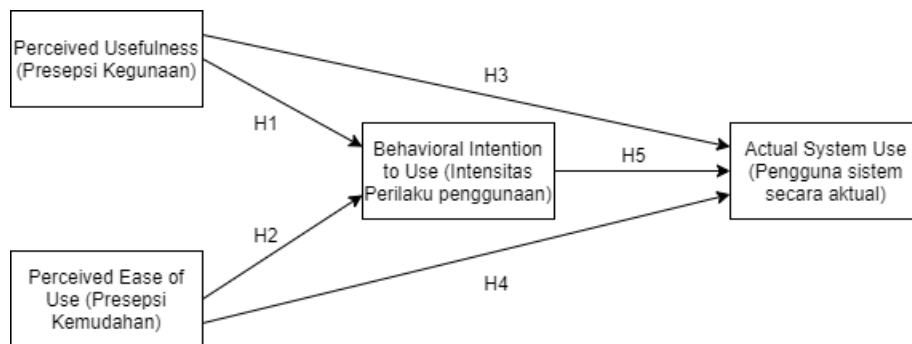 Perceived Usefulness
(Presepsi Kegunaan)
H3
H1
Behavioral Intention
to Use (Intensitas
Perilaku penggunaan)
H5
Actual System Use
(Pengguna sistem
secara aktual)
H2
Perceived Ease of
Use (Presepsi
Kemudahan)
H4